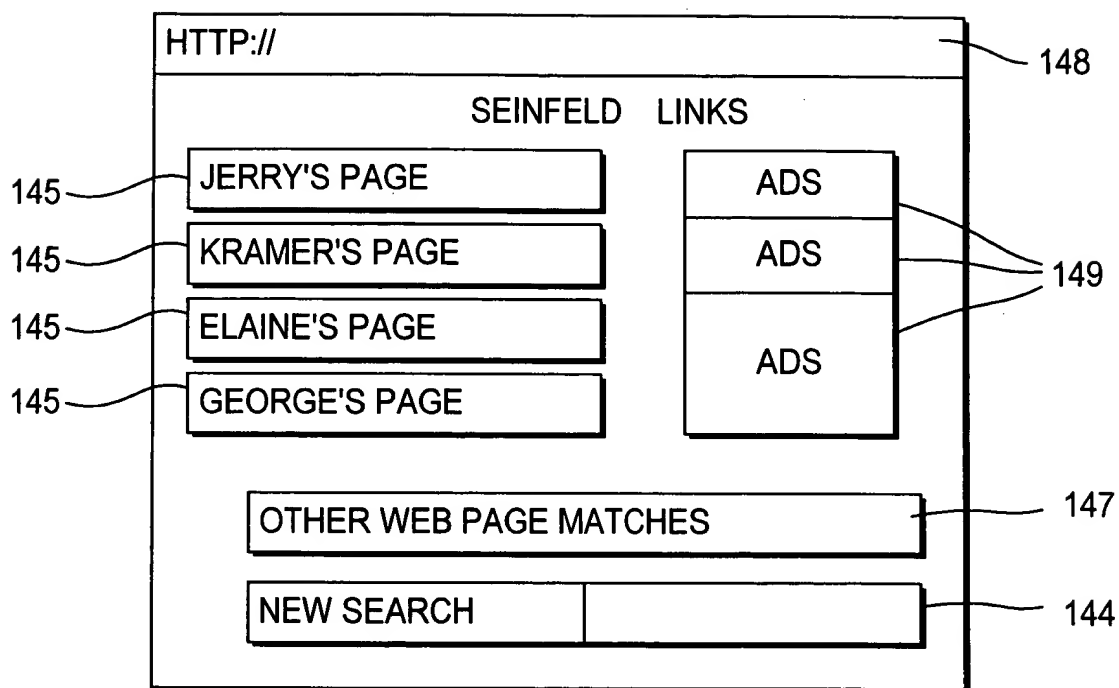 HTTP://
148
SEINFELD LINKS
145 JERRY'S PAGE
145 KRAMER'S PAGE
145 ELAINE'S PAGE
145 GEORGE'S PAGE
ADS
ADS
ADS
149
OTHER WEB PAGE MATCHES
147
NEW SEARCH
144